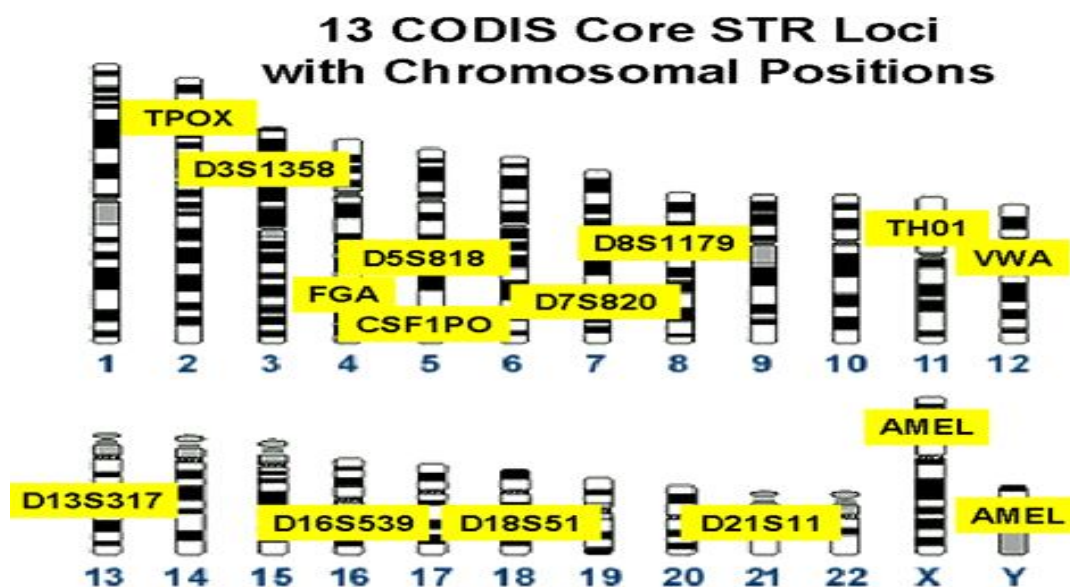 13 CODIS Core STR Loci
with Chromosomal Positions
TPOX
D3S1358
TH01
D8S1179
D5S818
VWA
FGA
D7S820
CSF1PO
1 2 3 4 5 6 7 8 9 10 11 12
AMEL
D13S317
D16S539 D18S51 D21S11
AMEL
13 14 15 16 17 18 19 20 21 22 X Y